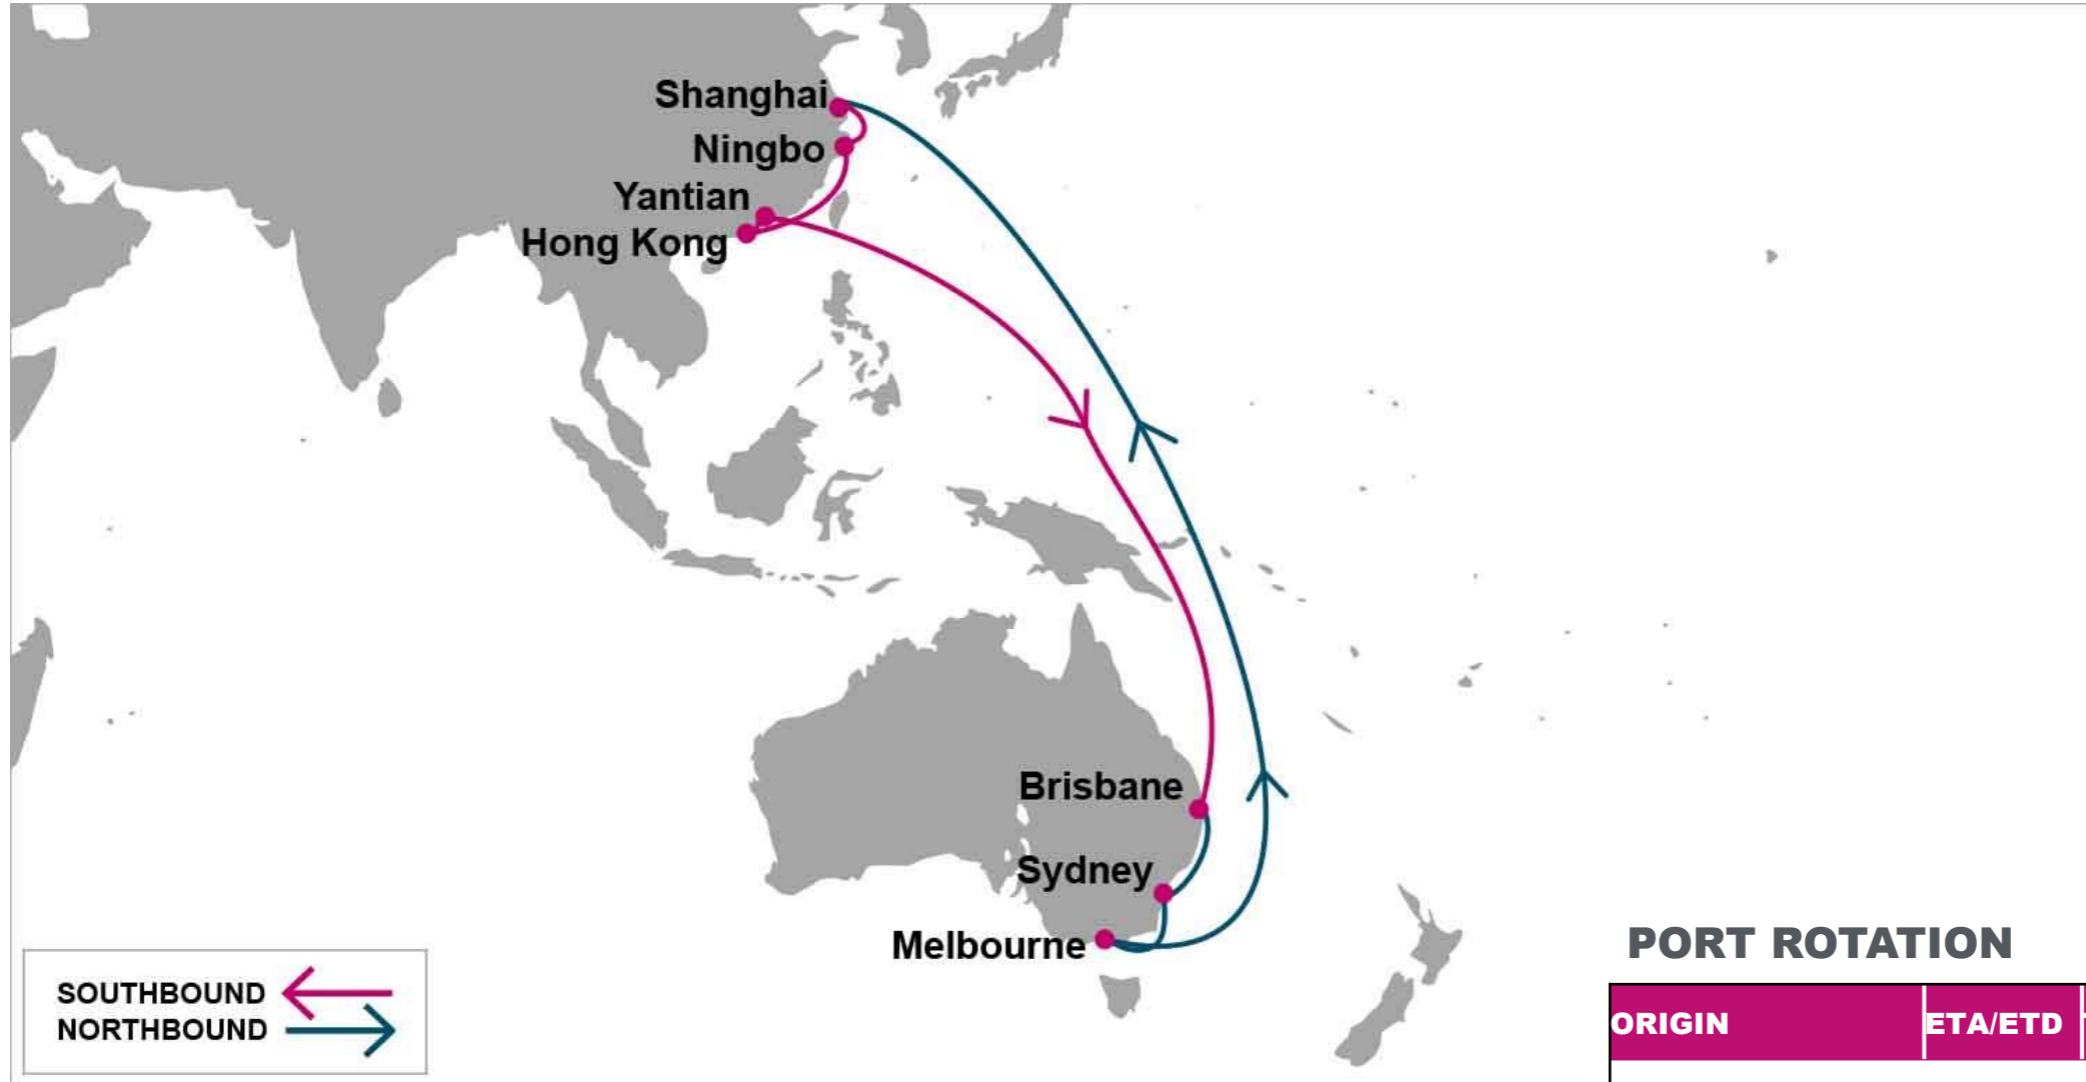 Shanghai
Ningbo
Yantian
Hong Kong
Brisbane
Sydney
Melbourne
SOUTHBOUND
NORTHBOUND
PORT ROTATION
ORIGIN ETA/ETD